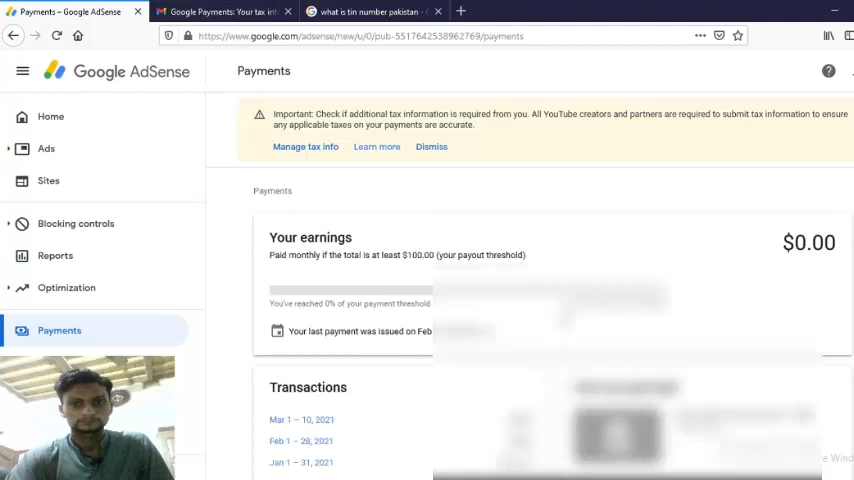 Payments – Google AdSense
Google Payments: Your tax inf
what is tin number pakistan -
https://www.google.com/adsense/new/u/0/pub-5517642538962769/payments
Google AdSense
Payments
Important: Check if additional tax information is required from you. All YouTube creators and partners are required to submit tax information to ensure
any applicable taxes on your payments are accurate.
Manage tax info Learn more Dismiss
Home
Ads
Sites
Blocking controls
Reports
Optimization
Payments
Payments
Your earnings
$0.00
Paid monthly if the total is at least $100.00 (your payout threshold)
You've reached 0% of your payment threshold
Your last payment was issued on Feb
Transactions
Mar 1 – 10, 2021
Feb 1 – 28, 2021
Jan 1 – 31, 2021